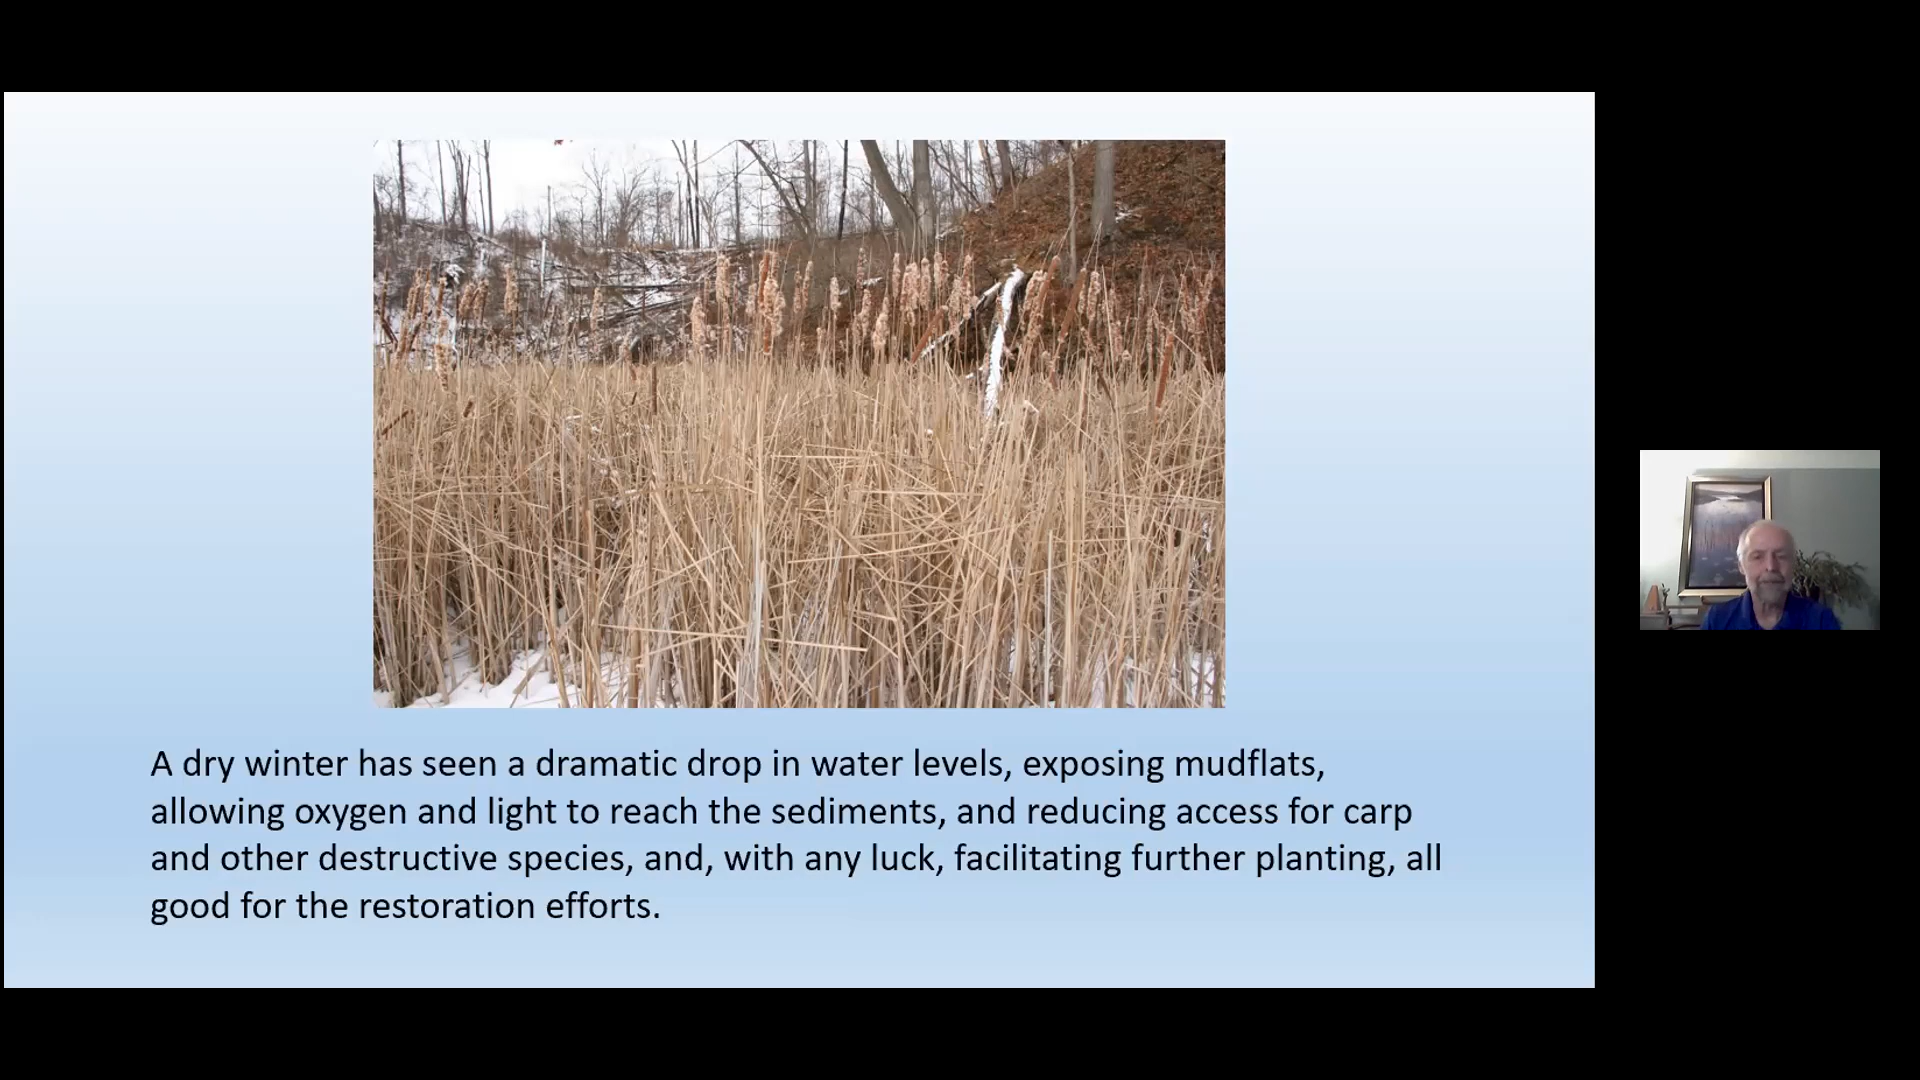 A dry winter has seen a dramatic drop in water levels, exposing mudflats,
allowing oxygen and light to reach the sediments, and reducing access for carp
and other destructive species, and, with any luck, facilitating further planting, all
good for the restoration efforts.